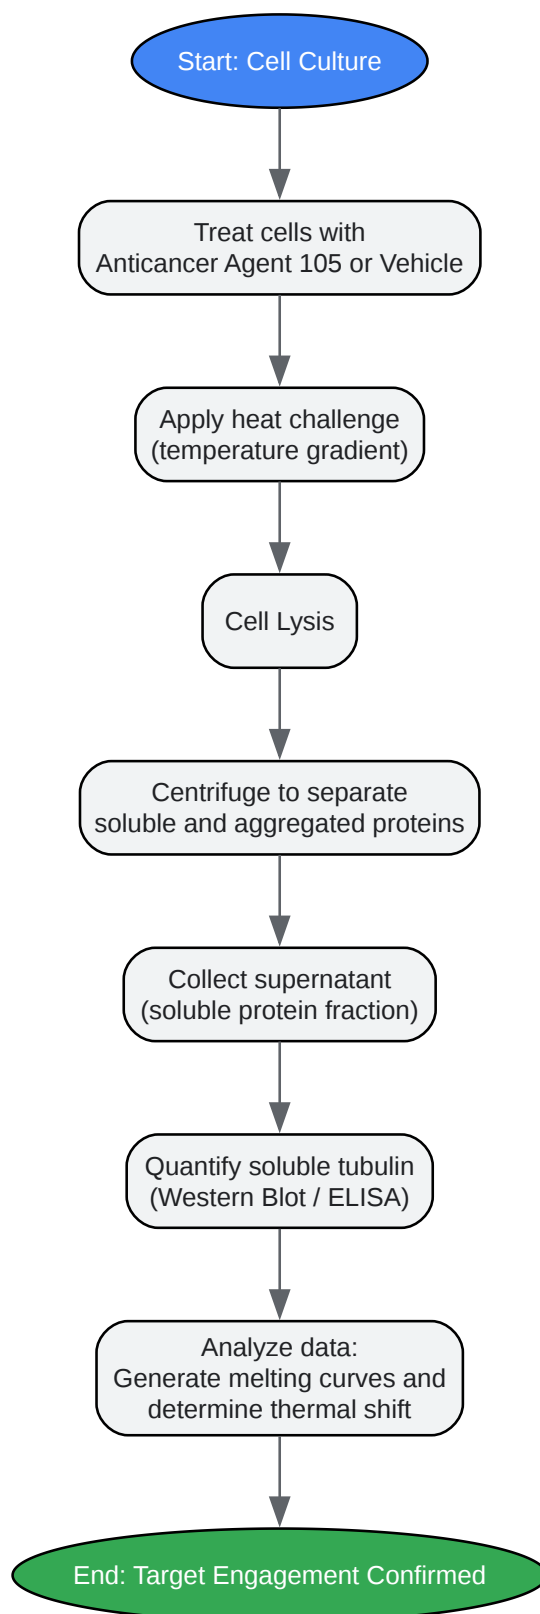 Start: Cell Culture
Treat cells with
Anticancer Agent 105 or Vehicle
Apply heat challenge
(temperature gradient)
Cell Lysis
Centrifuge to separate
soluble and aggregated proteins
Collect supernatant
(soluble protein fraction)
Quantify soluble tubulin
(Western Blot / ELISA)
Analyze data:
Generate melting curves and
determine thermal shift
End: Target Engagement Confirmed